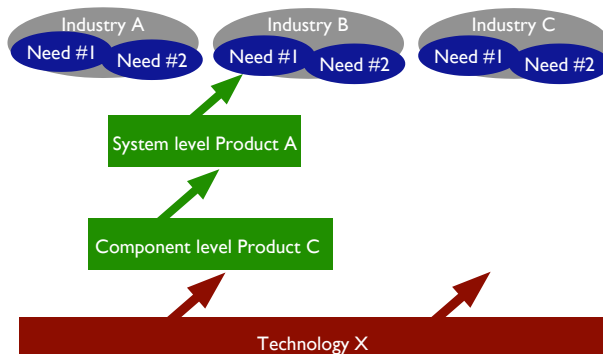 Industry A
Industry B
Industry C
Need #1
Need #2
Need #1
Need #2
Need #1
Need #2
System level Product A
Component level Product C
Technology X